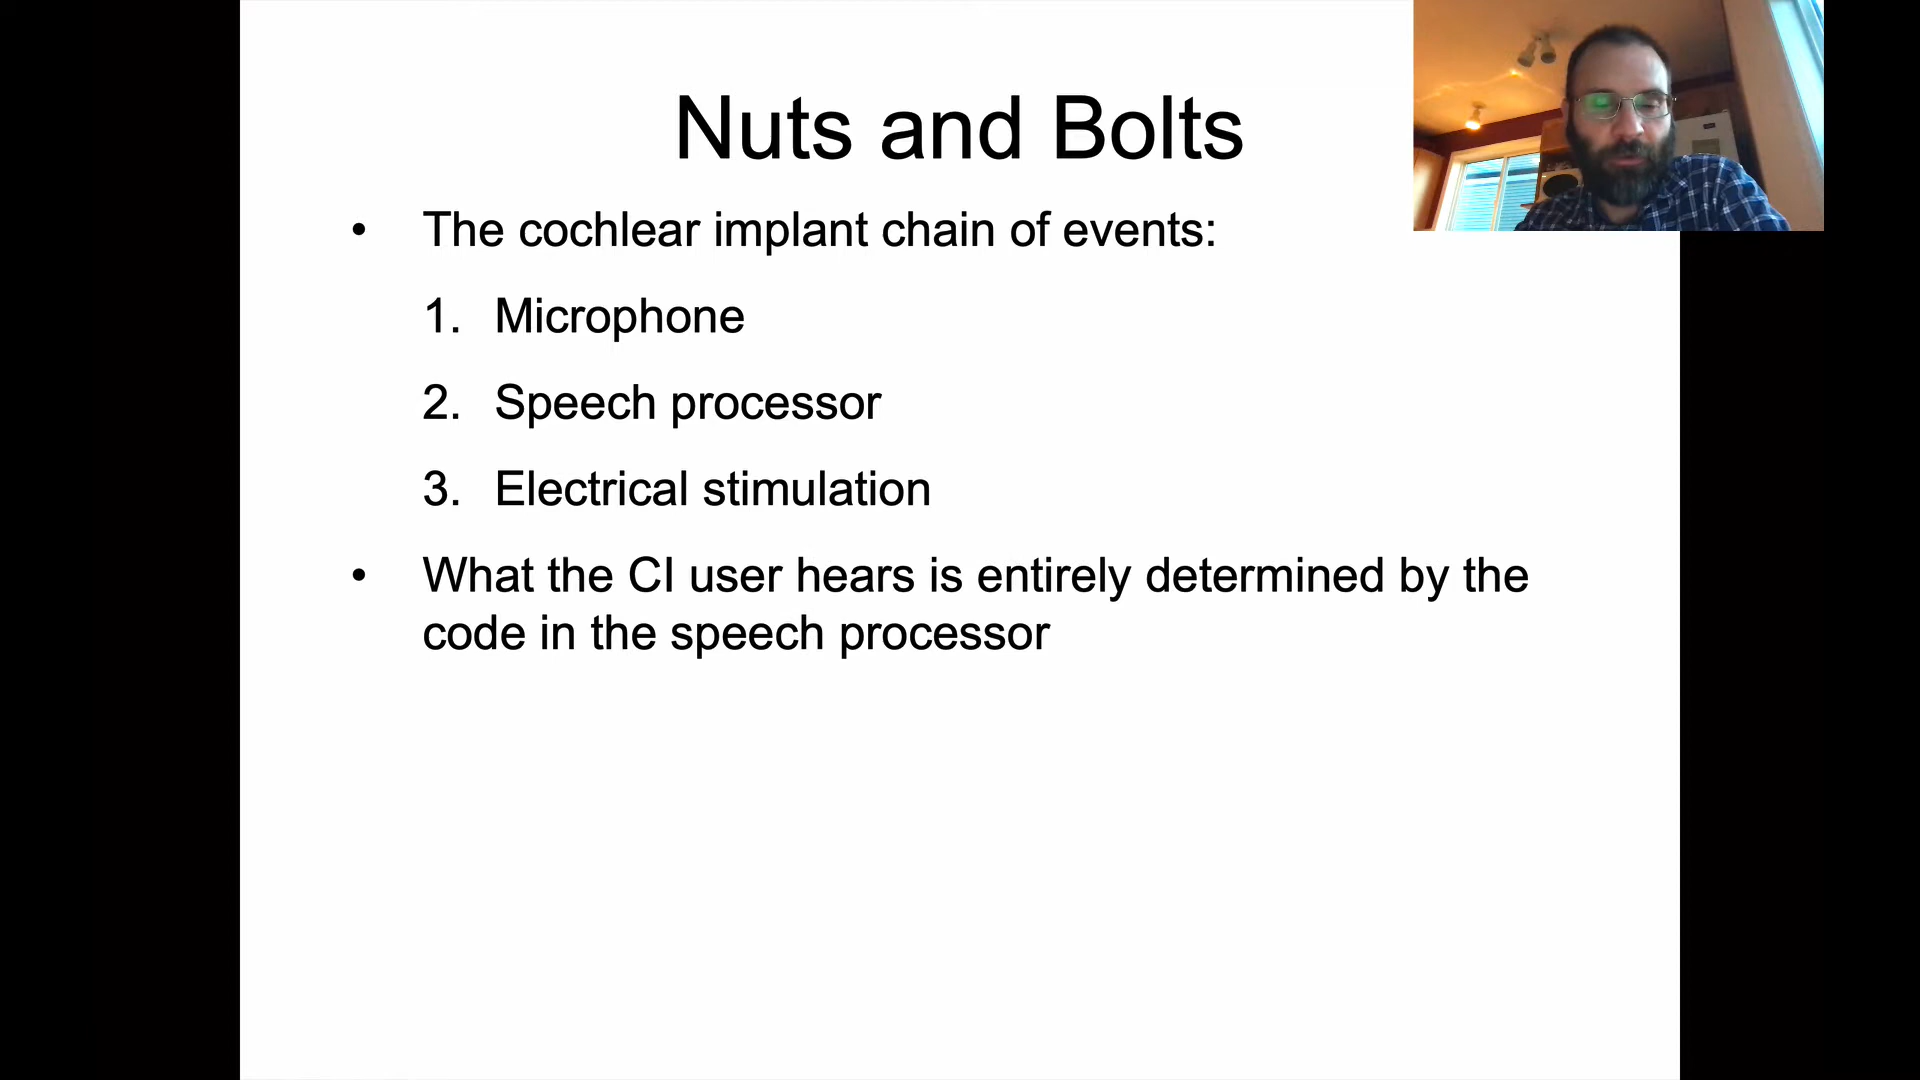 Nuts and Bolts
• The cochlear implant chain of events:
1. Microphone
2. Speech processor
3. Electrical stimulation
• What the CI user hears is entirely determined by the
code in the speech processor